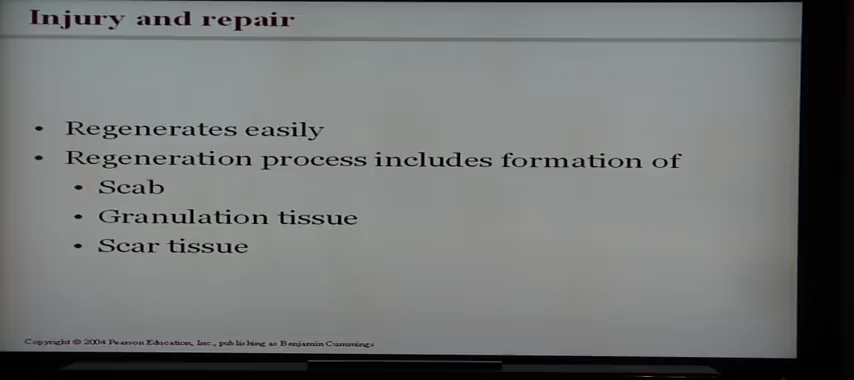 Injury and repair
• Regenerates easily
• Regeneration process includes formation of
• Scab
• Granulation tissue
• Scar tissue
Copyright © 2004 Pearson Education, Inc., publishing as Benjamin Cummings